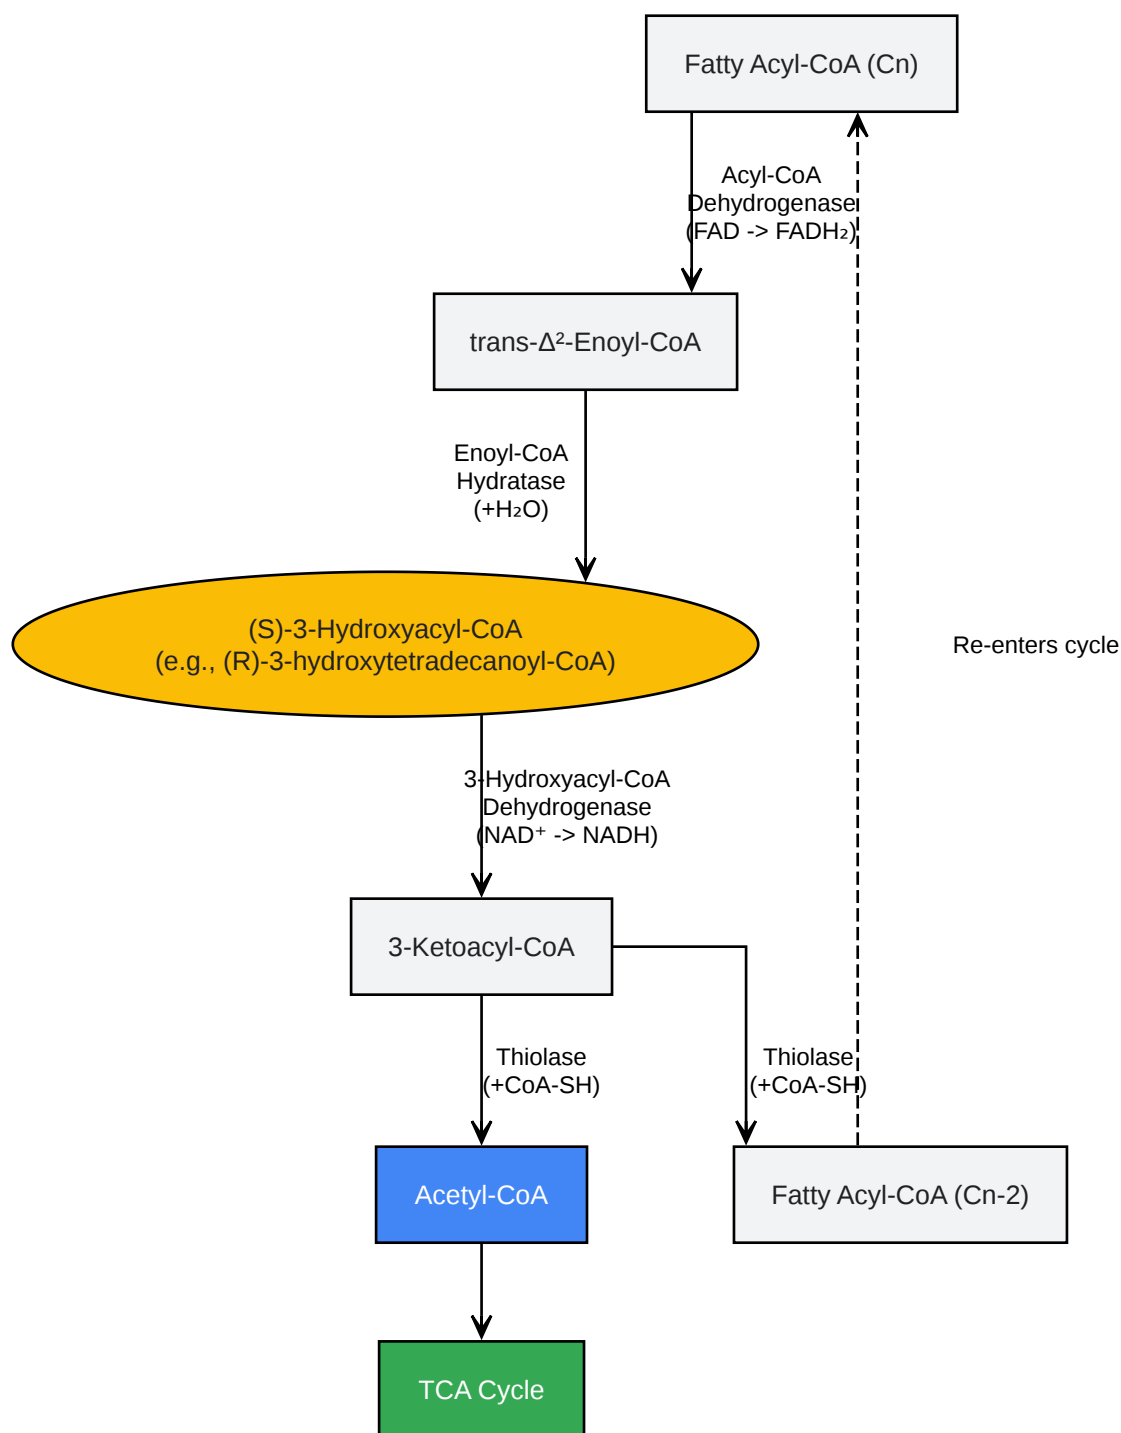 Fatty Acyl-CoA (Cn)
Acyl-CoA
Dehydrogenase
(FAD -> FADH₂)
trans-Δ²-Enoyl-CoA
Enoyl-CoA
Hydratase
(+H₂O)
(S)-3-Hydroxyacyl-CoA
(e.g., (R)-3-hydroxytetradecanoyl-CoA)
Re-enters cycle
3-Hydroxyacyl-CoA
Dehydrogenase
(NAD⁺ -> NADH)
3-Ketoacyl-CoA
Thiolase
(+CoA-SH)
Thiolase
(+CoA-SH)
Acetyl-CoA
Fatty Acyl-CoA (Cn-2)
TCA Cycle